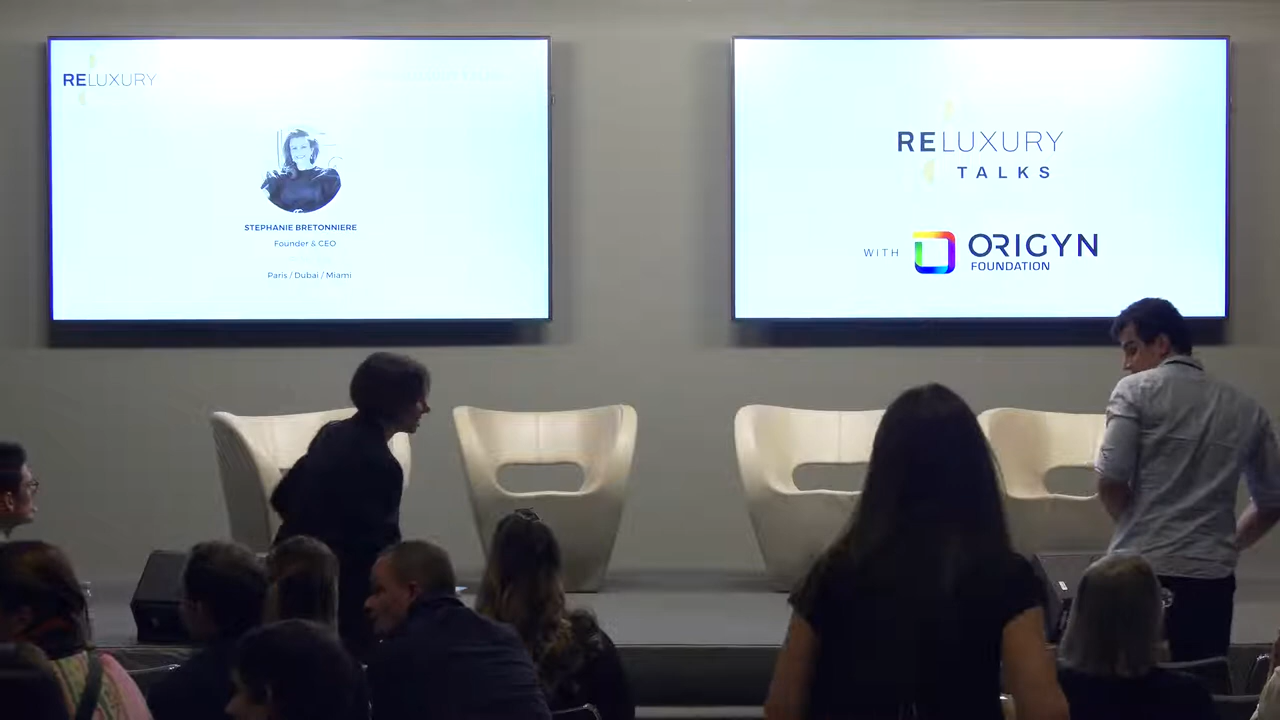 RELUXURY
STEPHANIE BRETONNIERE
Founder & CEO
Paris / Dubai / Miami
RELUXURY
TALKS
WITH ORIGYN
FOUNDATION